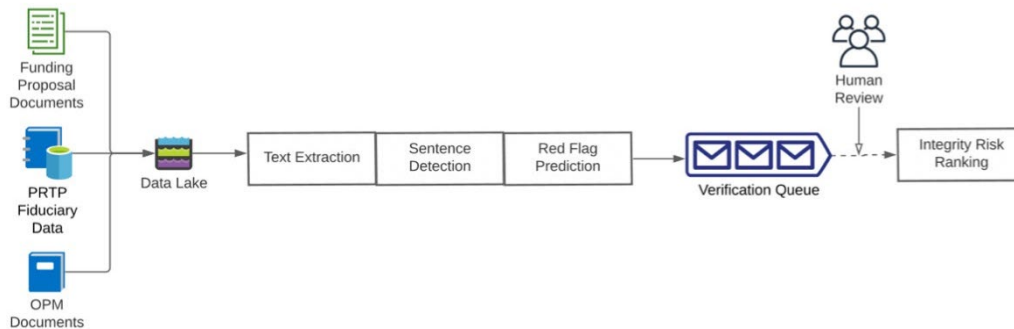 Funding
Proposal
Documents
PRTP
Fiduciary
Data
OPM
Documents
Data Lake
Text Extraction
Sentence
Detection
Red Flag
Prediction
Verification Queue
Human
Review
Integrity Risk
Ranking